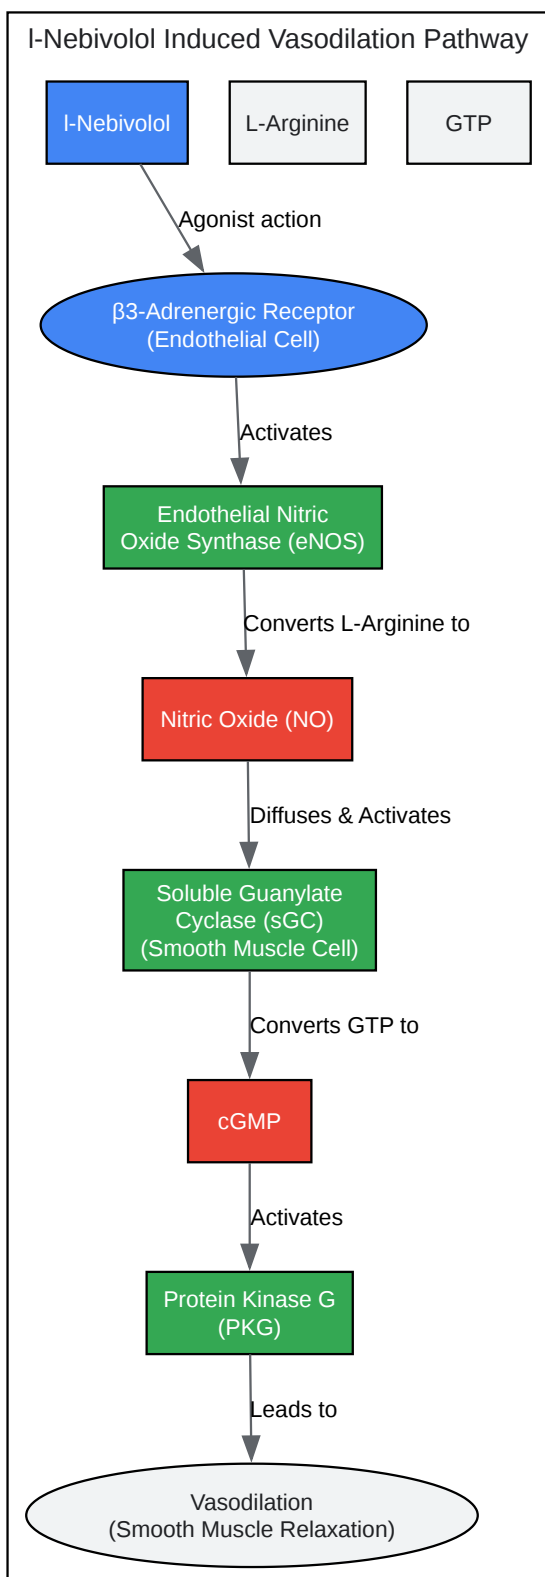 l-Nebivolol Induced Vasodilation Pathway
l-Nebivolol
L-Arginine
GTP
Agonist action
β3-Adrenergic Receptor
(Endothelial Cell)
Activates
Endothelial Nitric
Oxide Synthase (eNOS)
Converts L-Arginine to
Nitric Oxide (NO)
Diffuses & Activates
Soluble Guanylate
Cyclase (sGC)
(Smooth Muscle Cell)
Converts GTP to
cGMP
Activates
Protein Kinase G
(PKG)
Leads to
Vasodilation
(Smooth Muscle Relaxation)